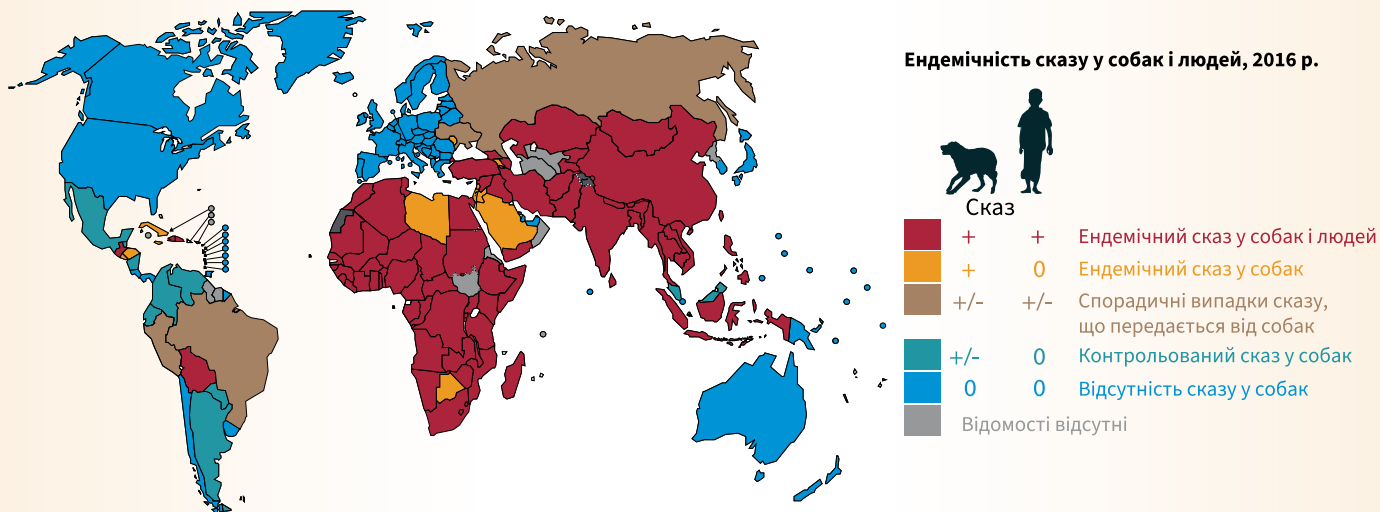 Ендемічність сказу у собак і людей, 2016 р.
Сказ
+ + Ендемічний сказ у собак і людей
+ 0 Ендемічний сказ у собак
+/- +/- Спорадичні випадки сказу,
що передається від собак
+/- 0 Контрольований сказ у собак
0 0 Відсутність сказу у собак
Відомості відсутні